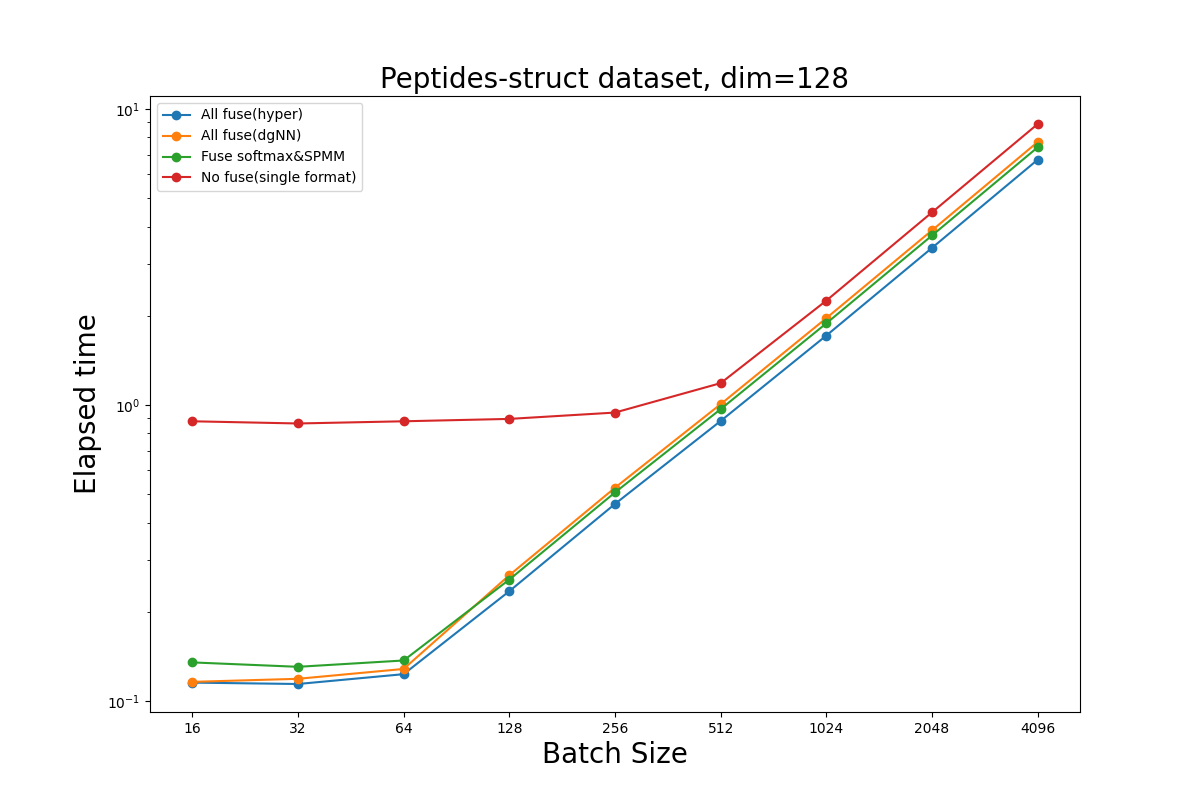 Peptides-struct dataset, dim=128
All fuse(hyper)
All fuse(dgNN)
Fuse softmax&SPMM
No fuse(single format)
10¹
10⁰
10⁻¹
Elapsed time
16 32 64 128 256 512 1024 2048 4096
Batch Size